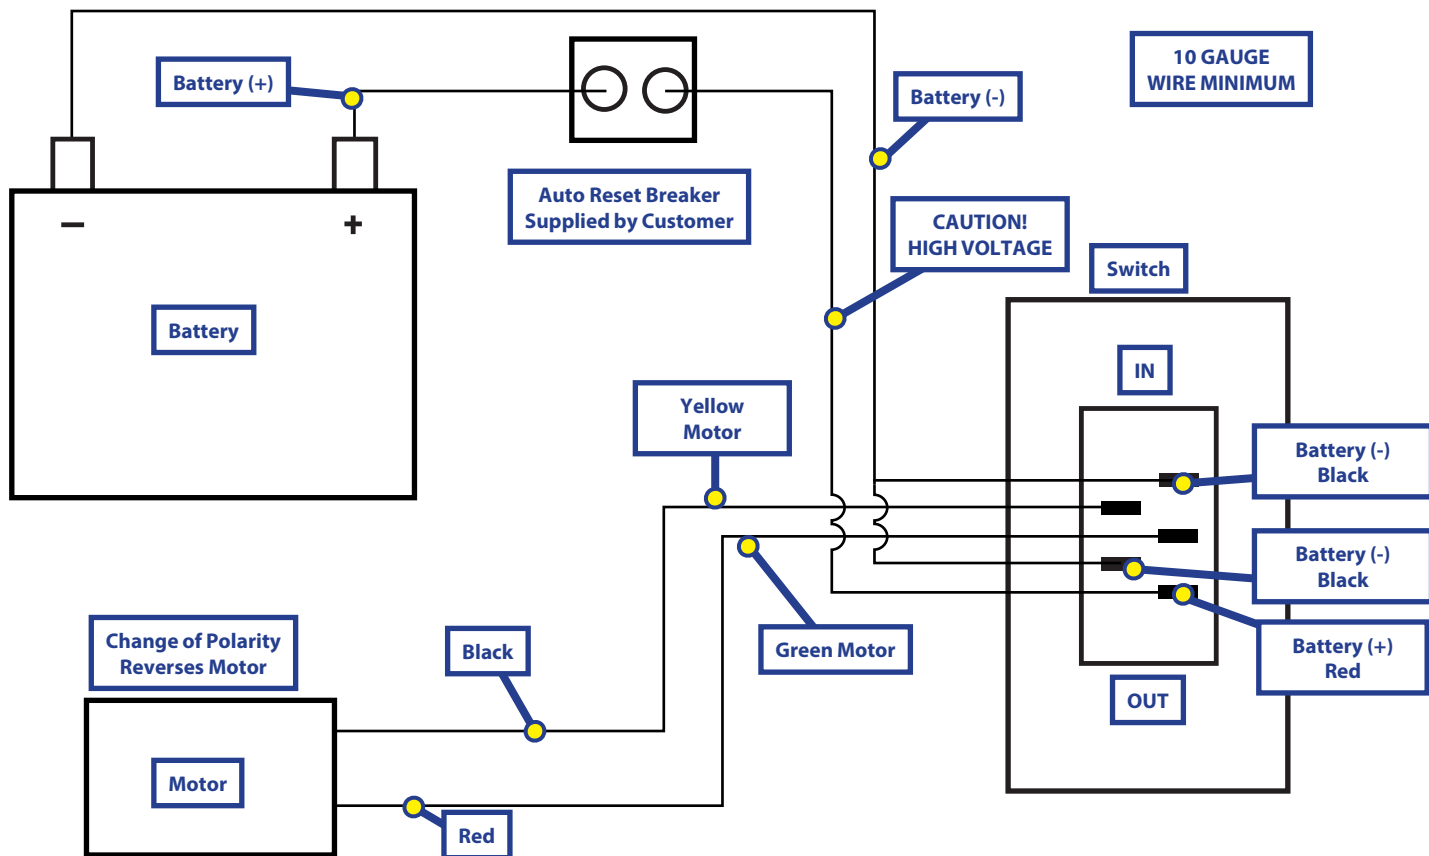 10 GAUGE
WIRE MINIMUM
Battery (+)
Battery (-)
Auto Reset Breaker
Supplied by Customer
CAUTION!
HIGH VOLTAGE
–
+
Switch
Battery
IN
Yellow
Motor
Battery (-)
Black
Battery (-)
Black
Change of Polarity
Reverses Motor
Black
Green Motor
Battery (+)
Red
OUT
Motor
Red